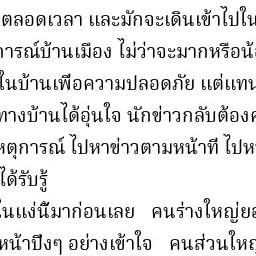 ตลอดเวลา และมักจะเดินเข้าไปใน
การณ์บ้านเมือง ไม่ว่าจะมากหรือน้
ในบ้านเพื่อความปลอดภัย แต่แทน
ทางบ้านได้อุ่นใจ นักข่าวกลับต้อง
หตุการณ์ ไปหาข่าวตามหน้าที่ ไปห
ได้รับรู้
ในแง่นี้มาก่อนเลย คนร่างใหญ่ย
หน้าปึงๆ อย่างเข้าใจ คนส่วนให